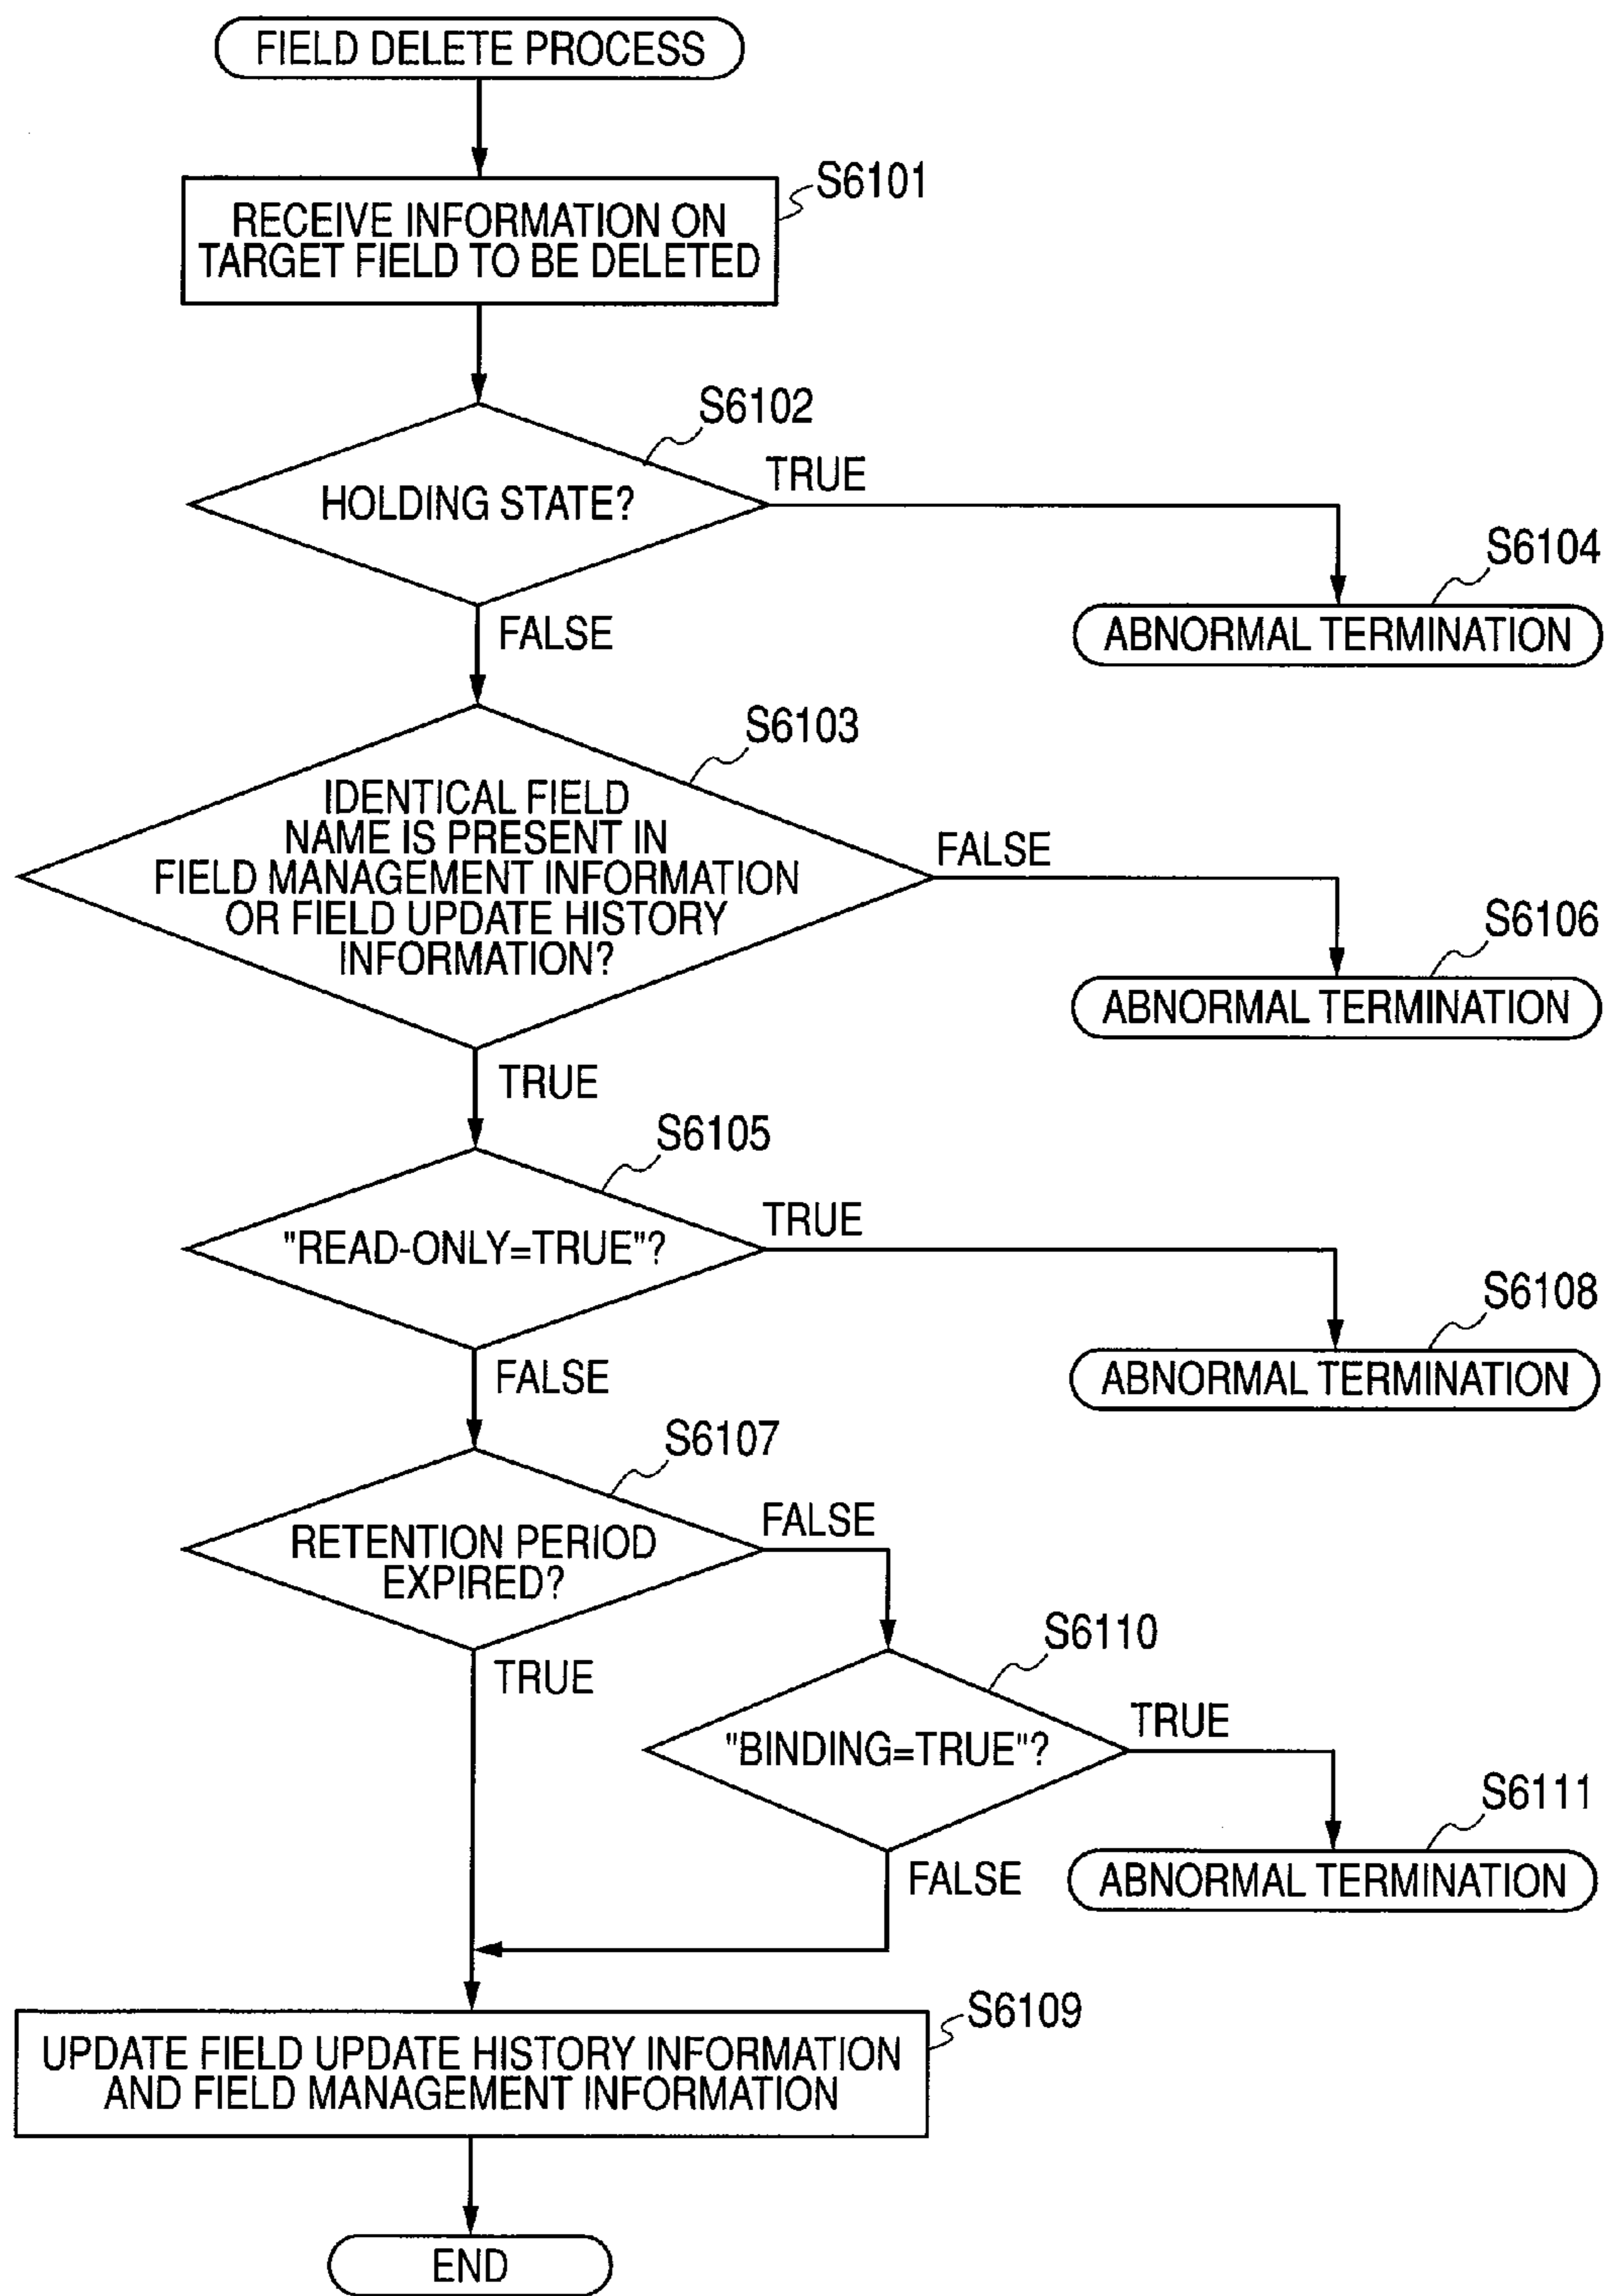 FIELD DELETE PROCESS
S6101
RECEIVE INFORMATION ON
TARGET FIELD TO BE DELETED
S6102
HOLDING STATE?
TRUE
S6104
ABNORMAL TERMINATION
FALSE
S6103
IDENTICAL FIELD
NAME IS PRESENT IN
FIELD MANAGEMENT INFORMATION
OR FIELD UPDATE HISTORY
INFORMATION?
FALSE
S6106
ABNORMAL TERMINATION
TRUE
S6105
"READ-ONLY=TRUE"?
TRUE
S6108
ABNORMAL TERMINATION
FALSE
S6107
RETENTION PERIOD
EXPIRED?
FALSE
TRUE
S6110
"BINDING=TRUE"?
TRUE
S6111
ABNORMAL TERMINATION
FALSE
S6109
UPDATE FIELD UPDATE HISTORY INFORMATION
AND FIELD MANAGEMENT INFORMATION
END